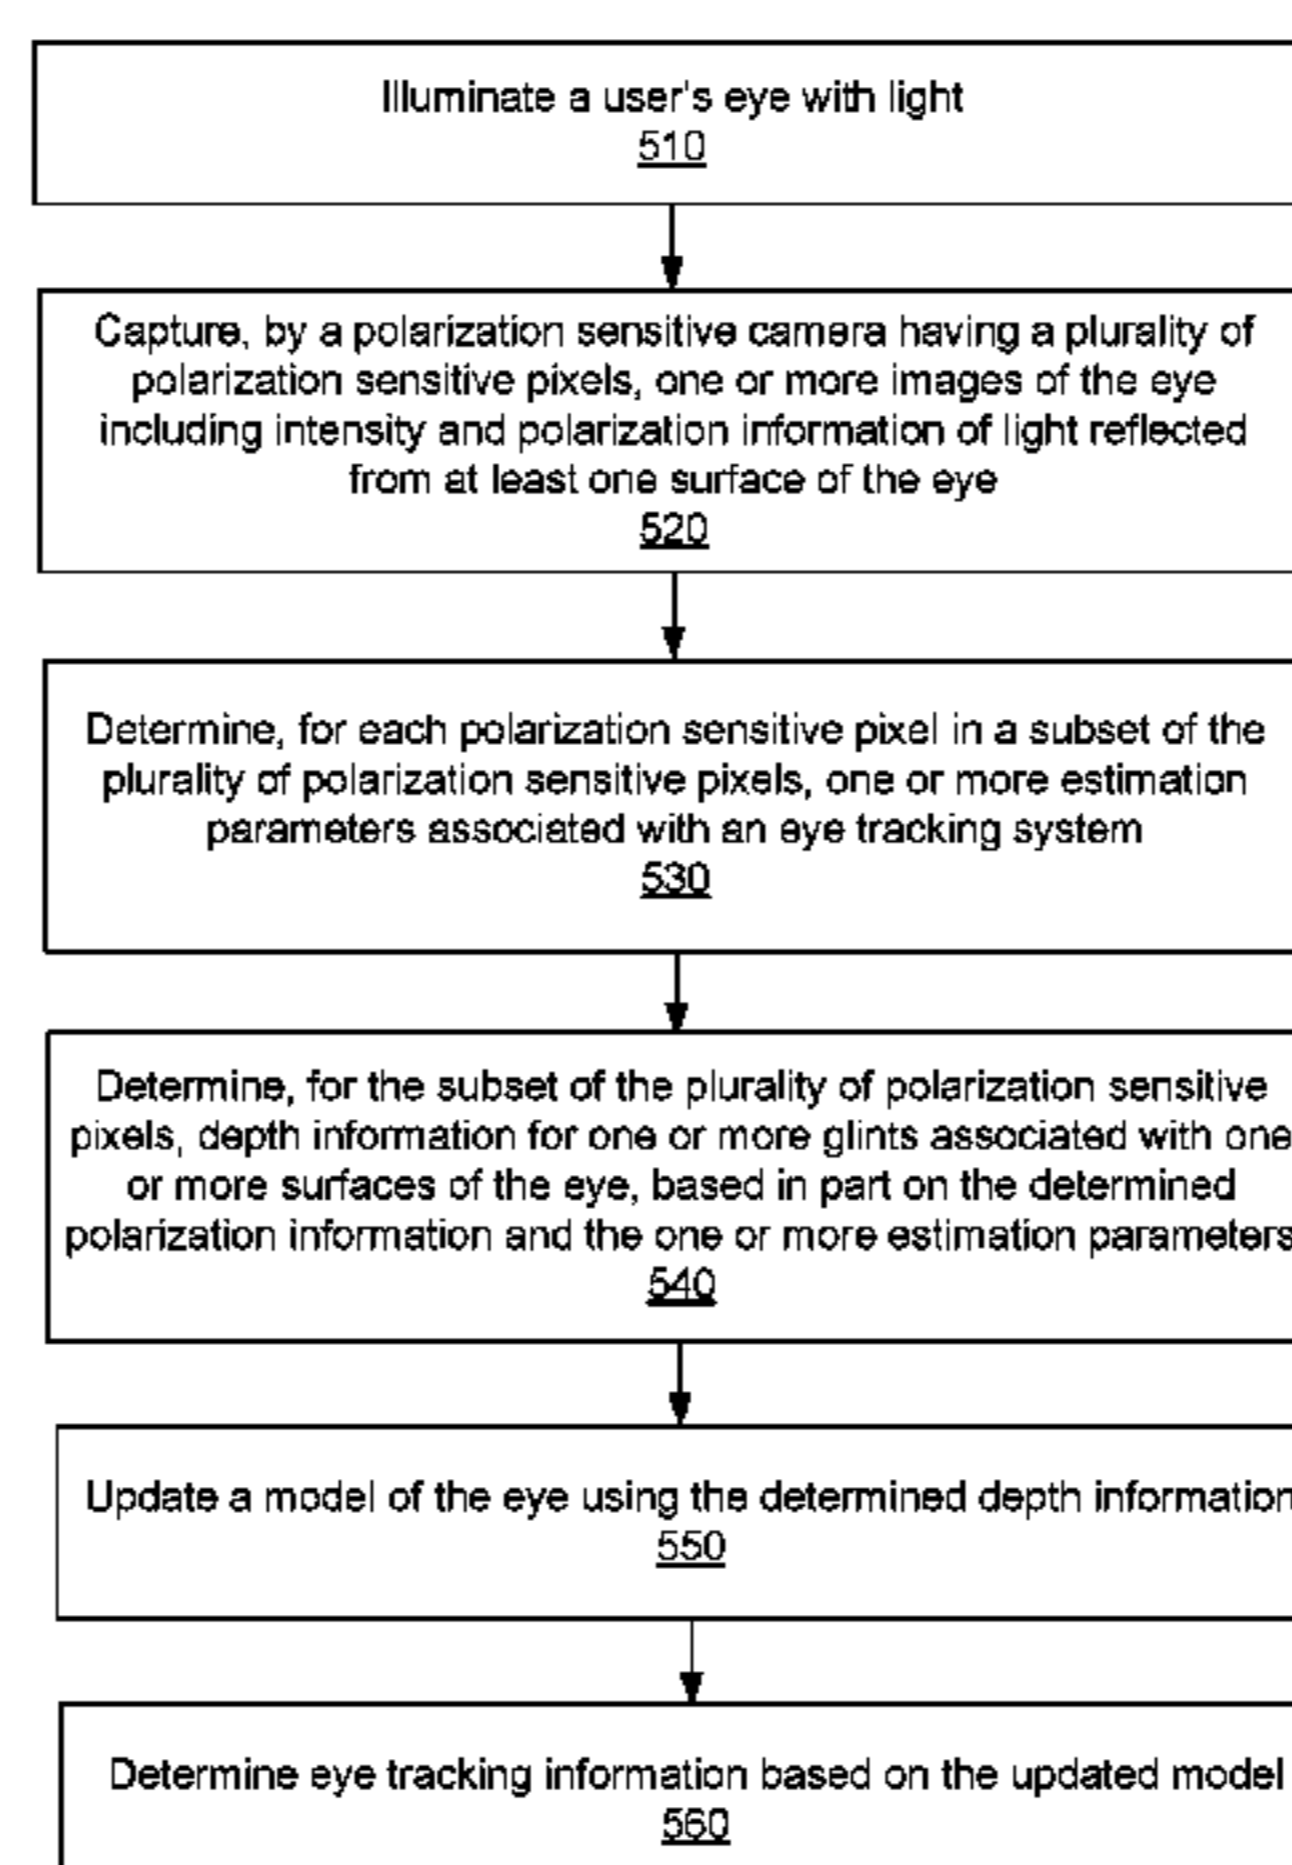 Illuminate a user's eye with light
510
Capture, by a polarization sensitive camera having a plurality of
polarization sensitive pixels, one or more images of the eye
including intensity and polarization information of light reflected
from at least one surface of the eye
520
Determine, for each polarization sensitive pixel in a subset of the
plurality of polarization sensitive pixels, one or more estimation
parameters associated with an eye tracking system
530
Determine, for the subset of the plurality of polarization sensitive
pixels, depth information for one or more glints associated with one
or more surfaces of the eye, based in part on the determined
polarization information and the one or more estimation parameters
540
Update a model of the eye using the determined depth information
550
Determine eye tracking information based on the updated model
560